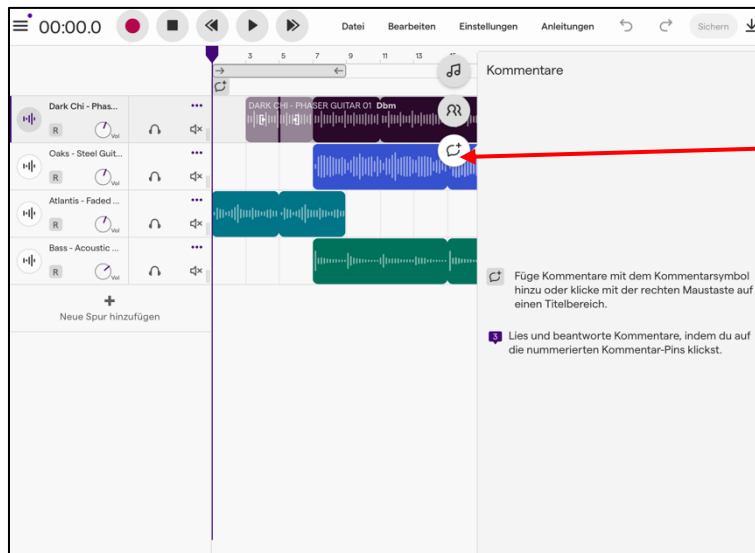 00:00.0
Datei
Bearbeiten
Einstellungen
Anleitungen
Sichern
3 5 7 9 11 13
Kommentare
Dark Chi - Phas...
R
Vol
DARK CHI - PHASER GUITAR 01 Dbm
Oaks - Steel Guit...
R
Vol
Atlantis - Faded ...
R
Vol
Bass - Acoustic ...
R
Vol
Neue Spur hinzufügen
Füge Kommentare mit dem Kommentarsymbol
hinzu oder klicke mit der rechten Maustaste auf
einen Titelbereich.
3 Lies und beantworte Kommentare, indem du auf
die nummerierten Kommentar-Pins klickst.